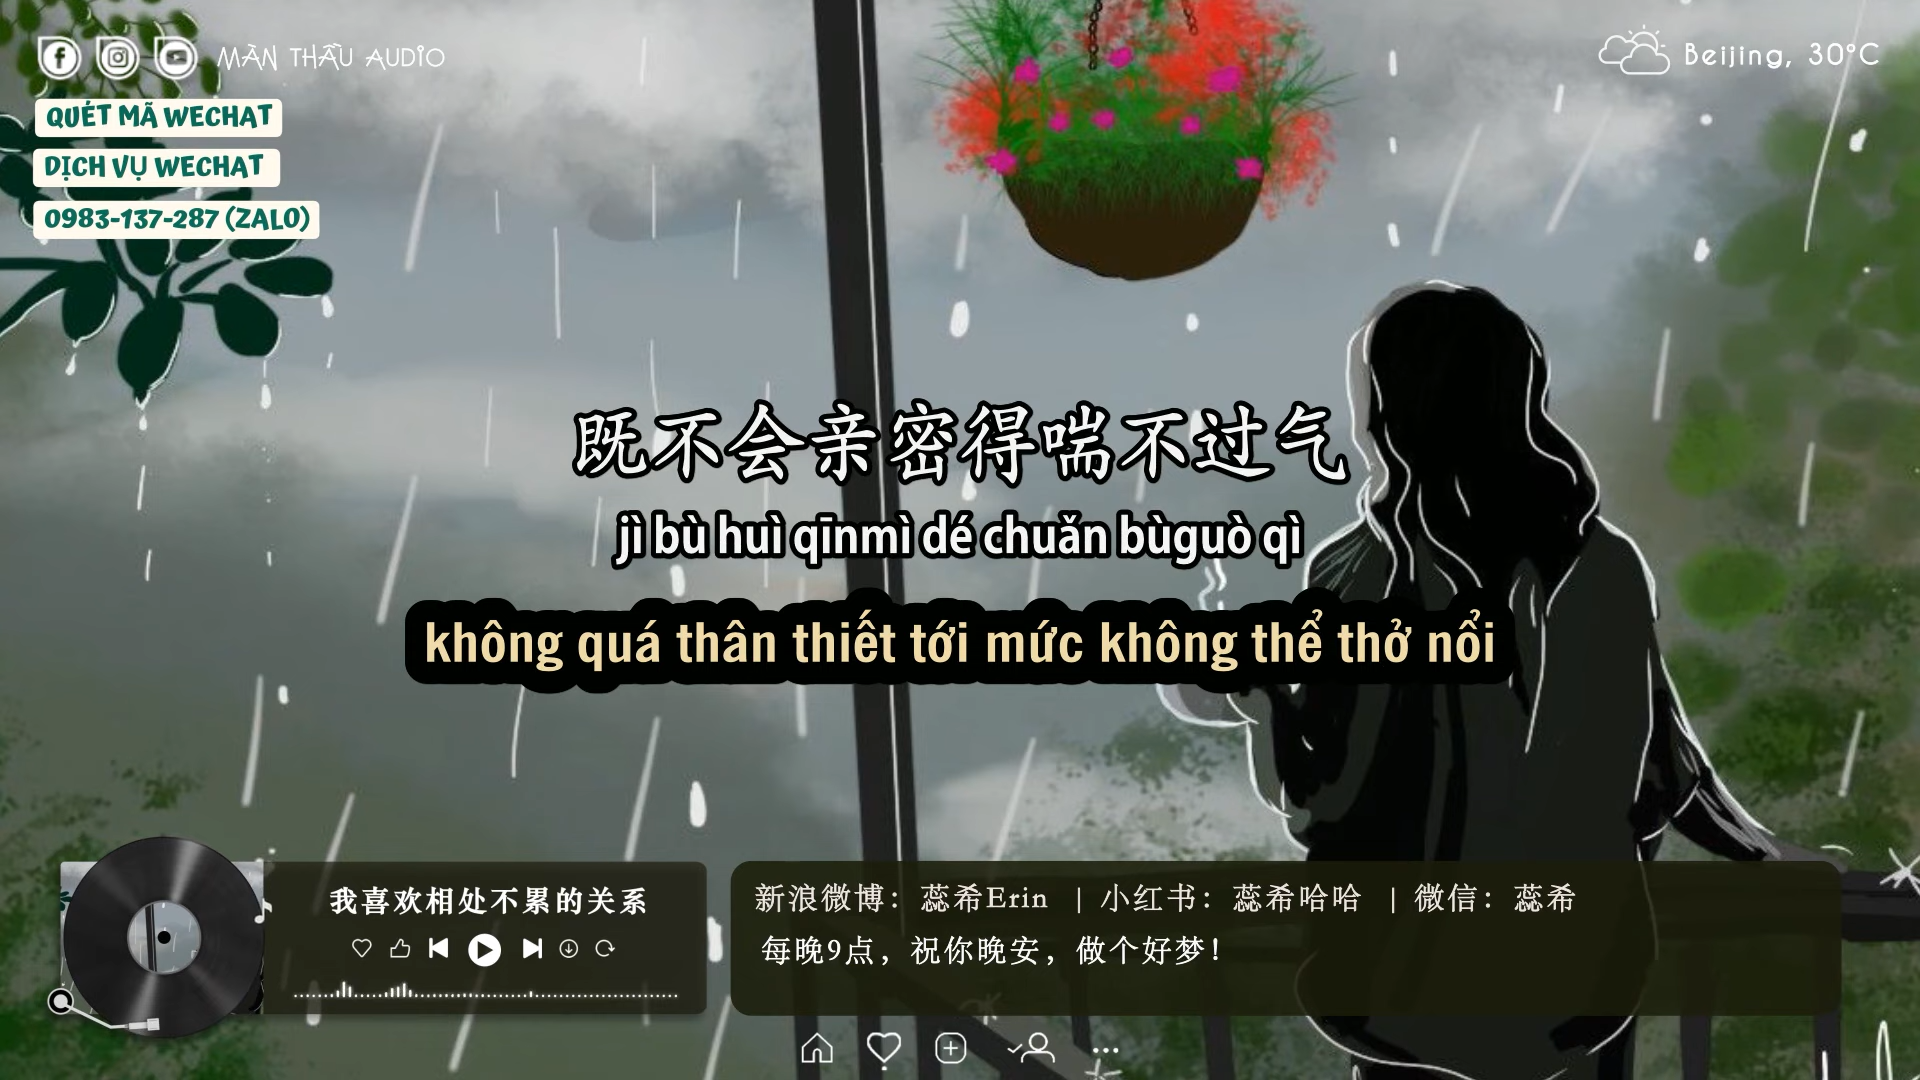 MÀN THẦU AUDIO
Beijing, 30°C
QUÉT MÃ WECHAT
DỊCH VỤ WECHAT
0983-137-287 (ZALO)
既不会亲密得喘不过气
jì bù huì qīnmì dé chuǎn bùguò qì
không quá thân thiết tới mức không thể thở nổi
我喜欢相处不累的关系
新浪微博：蕊希Erin | 小红书：蕊希哈哈 | 微信：蕊希
每晚9点，祝你晚安，做个好梦！